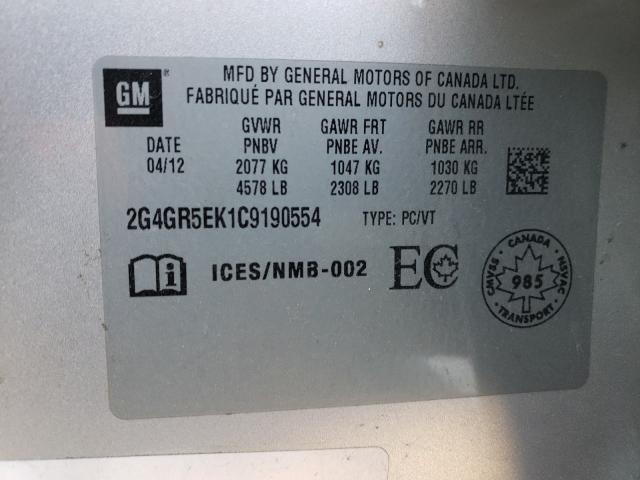 GM
MFD BY GENERAL MOTORS OF CANADA LTD.
FABRIQUÉ PAR GENERAL MOTORS DU CANADA LTÉE
GVWR GAWR FRT GAWR RR
DATE PNBV PNBE AV. PNBE ARR.
04/12 2077 KG 1047 KG 1030 KG
4578 LB 2308 LB 2270 LB
2G4GR5EK1C9190554 TYPE: PC/VT
i ICES/NMB-002 EC
CANADA
CMVSS NSVAC
985
TRANSPORT